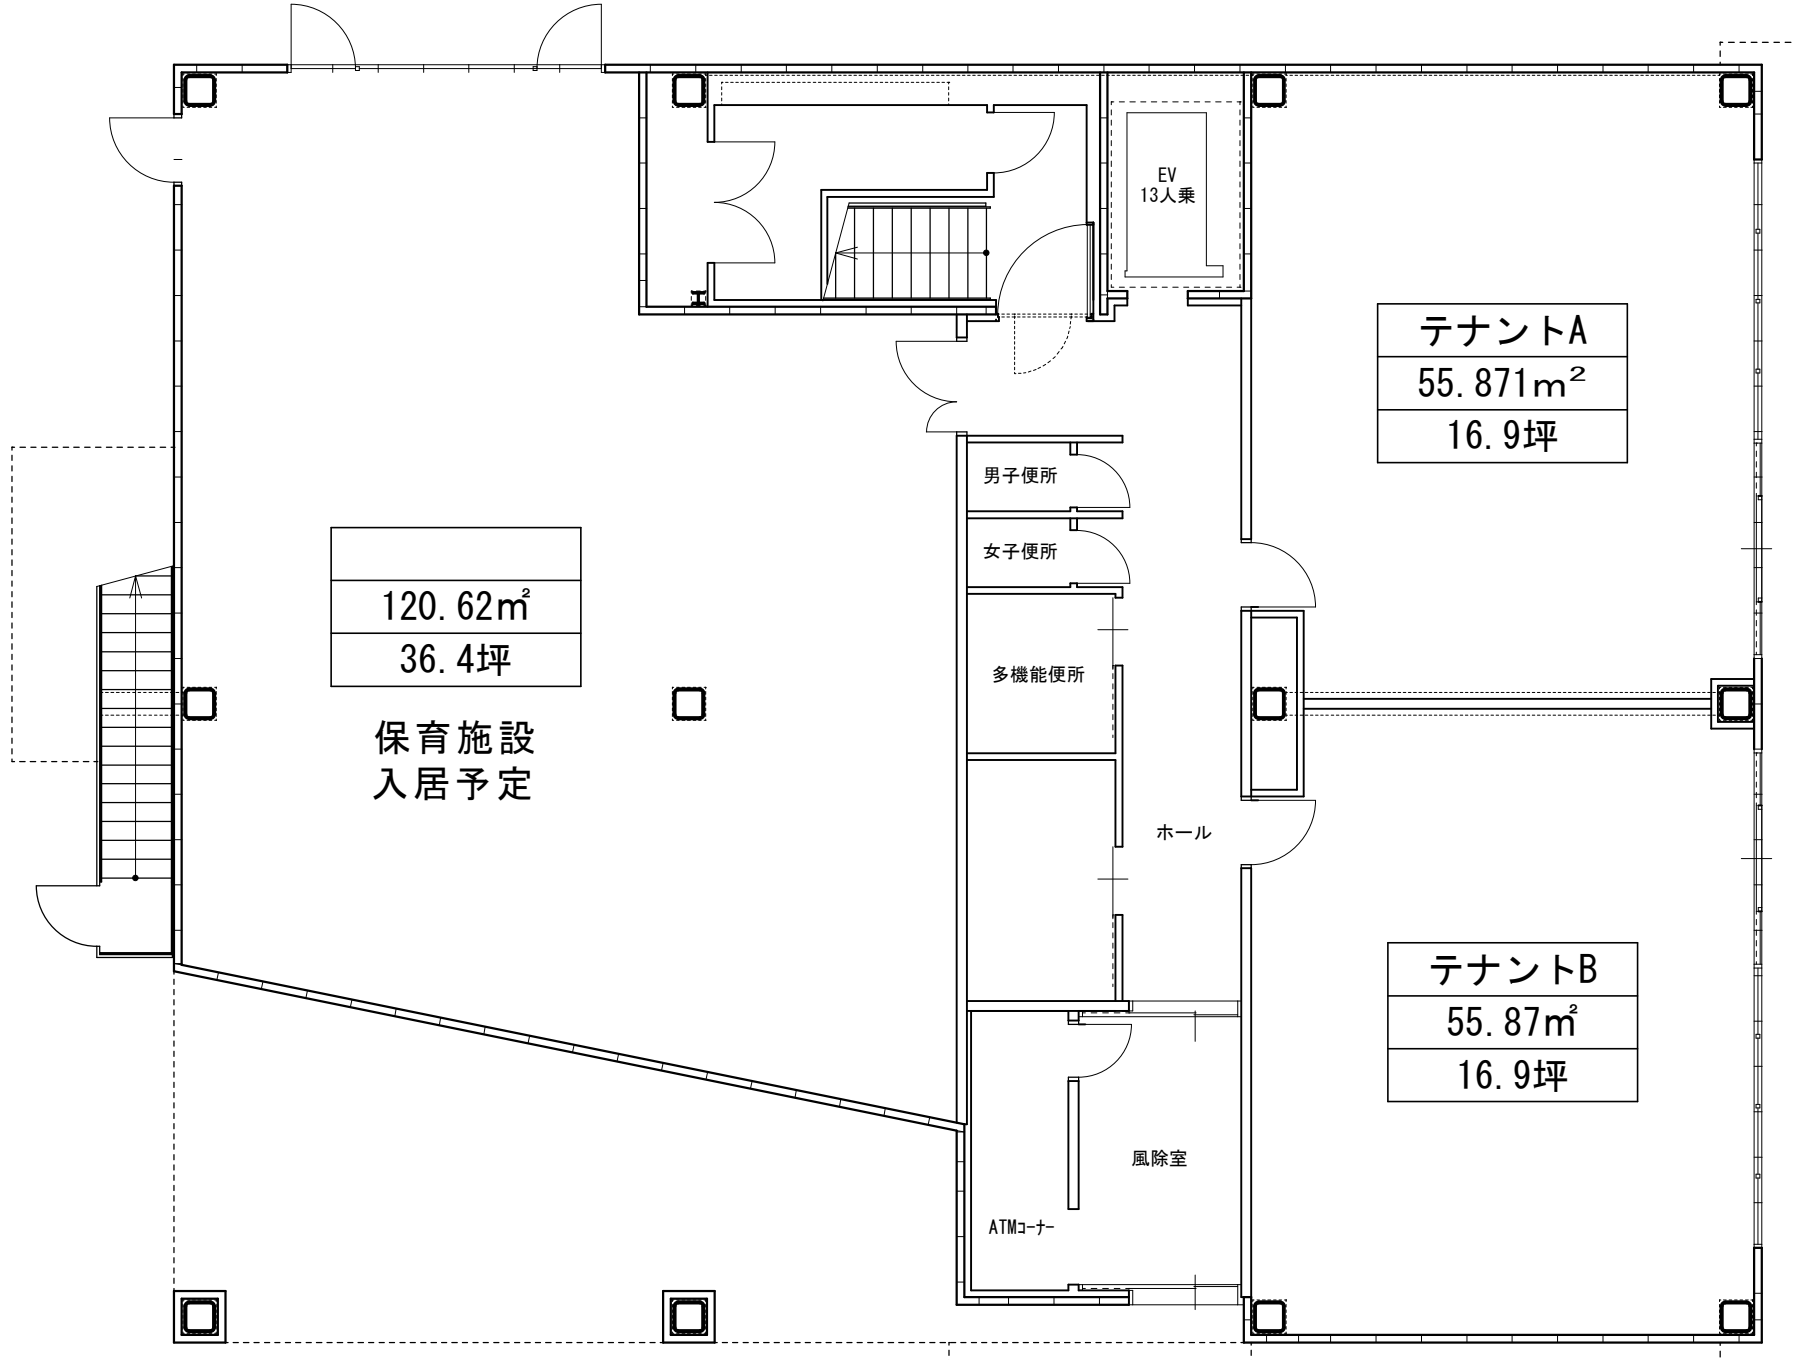 EV
13人乗
テナントA
55.871m²
16.9坪
男子便所
女子便所
120.62㎡
36.4坪
多機能便所
保育施設
入居予定
ホール
テナントB
55.87㎡
16.9坪
風除室
ATMｺｰﾅｰ